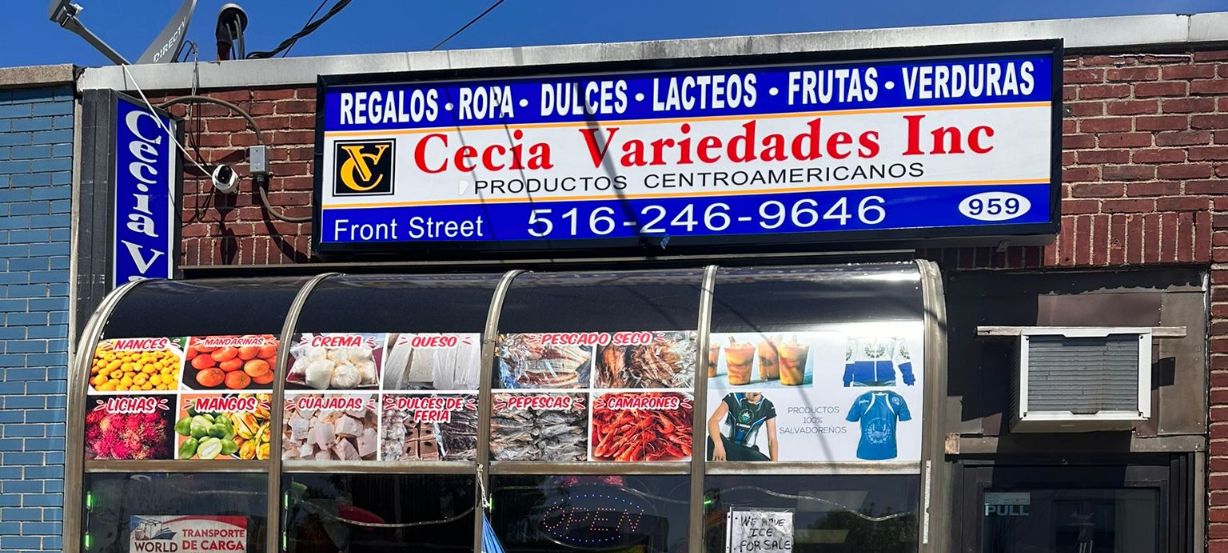 DIRECTV
REGALOS · ROPA · DULCES · LACTEOS · FRUTAS · VERDURAS
Cecia Variedades Inc
PRODUCTOS CENTROAMERICANOS
Front Street 516-246-9646 959
Cecia Va
NANCES
MANDARINAS
CREMA
QUESO
PESCADO SECO
LICHAS
MANGOS
CUAJADAS
DULCES DE
FERIA
PEPESCAS
CAMARONES
PRODUCTOS
100%
SALVADOREÑOS
WORLD
TRANSPORTE
DE CARGA
OPEN
WE HAVE
ICE
FOR SALE
PULL